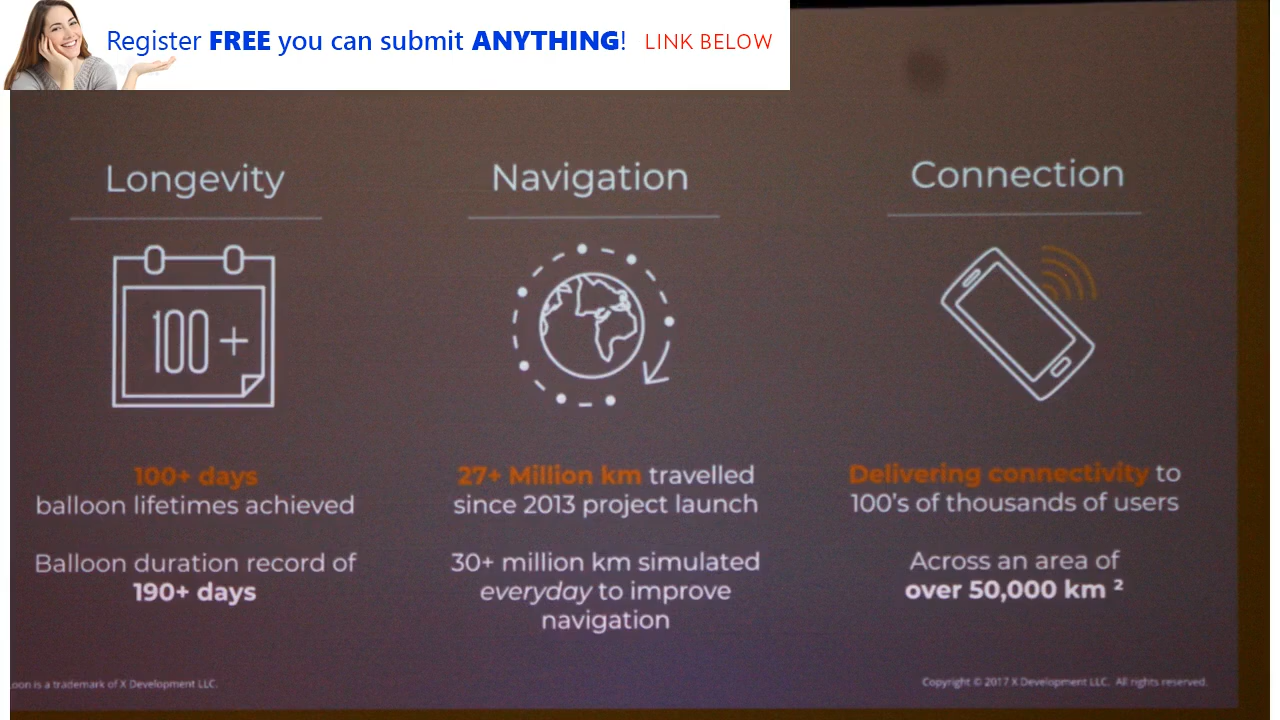 Register FREE you can submit ANYTHING! LINK BELOW
Longevity
100+
100+ days
balloon lifetimes achieved
Balloon duration record of
190+ days
Navigation
27+ Million km travelled
since 2013 project launch
30+ million km simulated
everyday to improve
navigation
Connection
Delivering connectivity to
100's of thousands of users
Across an area of
over 50,000 km ²
is a trademark of X Development LLC.
Copyright © 2017 X Development LLC. All rights reserved.